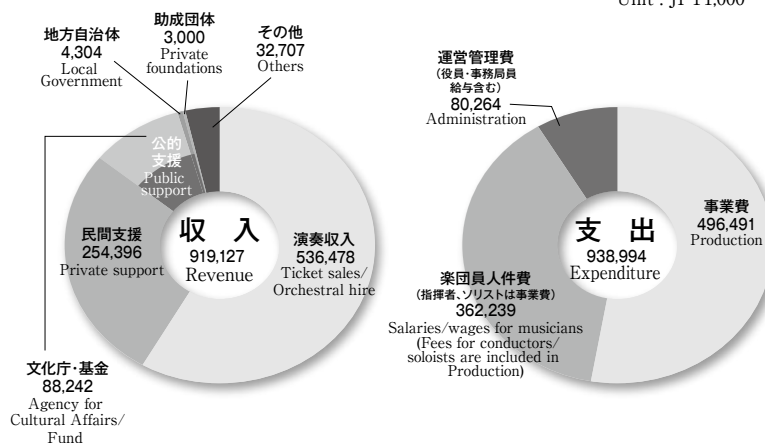 Unit : JPY1,000
地方自治体
4,304
Local
Government
助成団体
3,000
Private
foundations
その他
32,707
Others
公的
支援
Public
support
民間支援
254,396
Private support
収 入
919,127
Revenue
演奏収入
536,478
Ticket sales/
Orchestral hire
文化庁・基金
88,242
Agency for
Cultural Affairs/
Fund
運営管理費
(役員・事務局員
給与含む)
80,264
Administration
支 出
938,994
Expenditure
事業費
496,491
Production
楽団員人件費
(指揮者、ソリストは事業費)
362,239
Salaries/wages for musicians
(Fees for conductors/
soloists are included in
Production)